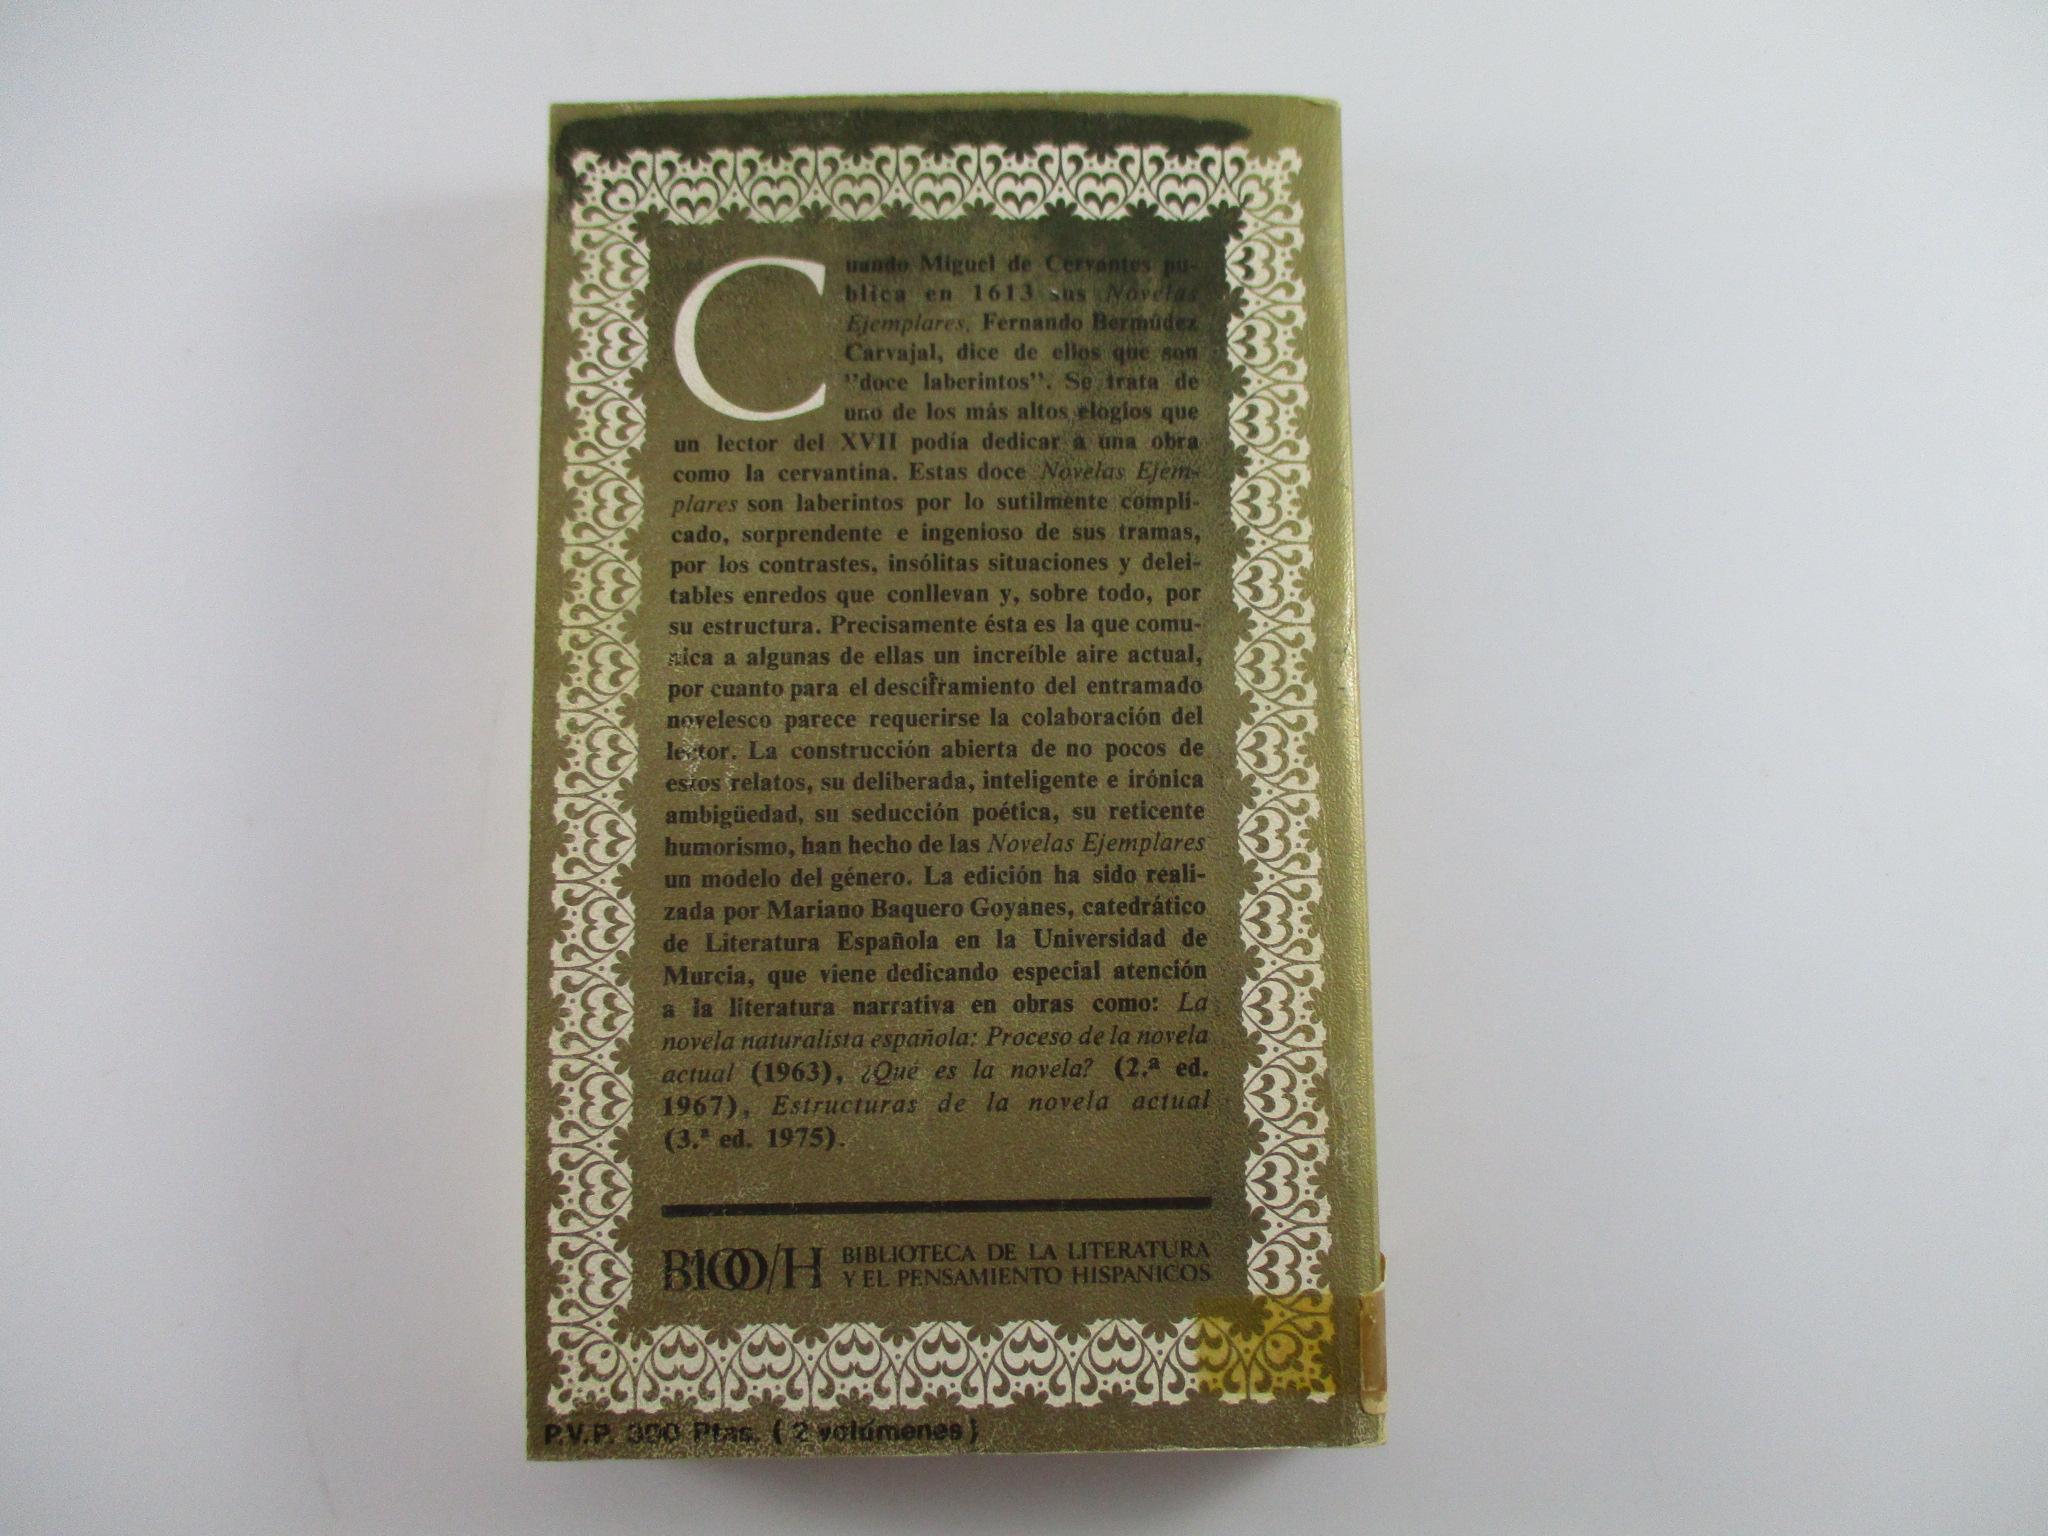 Cuando Miguel de Cervantes pu-
blica en 1613 sus Novelas
Ejemplares, Fernando Bermúdez
Carvajal, dice de ellos que son
"doce laberintos". Se trata de
uno de los más altos elogios que
un lector del XVII podía dedicar a una obra
como la cervantina. Estas doce Novelas Ejem-
plares son laberintos por lo sutilmente compli-
cado, sorprendente e ingenioso de sus tramas,
por los contrastes, insólitas situaciones y delei-
tables enredos que conllevan y, sobre todo, por
su estructura. Precisamente ésta es la que comu-
nica a algunas de ellas un increíble aire actual,
por cuanto para el desciframiento del entramado
novelesco parece requerirse la colaboración del
lector. La construcción abierta de no pocos de
estos relatos, su deliberada, inteligente e irónica
ambigüedad, su seducción poética, su reticente
humorismo, han hecho de las Novelas Ejemplares
un modelo del género. La edición ha sido reali-
zada por Mariano Baquero Goyanes, catedrático
de Literatura Española en la Universidad de
Murcia, que viene dedicando especial atención
a la literatura narrativa en obras como: La
novela naturalista española: Proceso de la novela
actual (1963), ¿Qué es la novela? (2.ª ed.
1967), Estructuras de la novela actual
(3.ª ed. 1975).
B100/H BIBLIOTECA DE LA LITERATURA
Y EL PENSAMIENTO HISPANICOS
P.V.P. Ptas. (2 volúmenes)